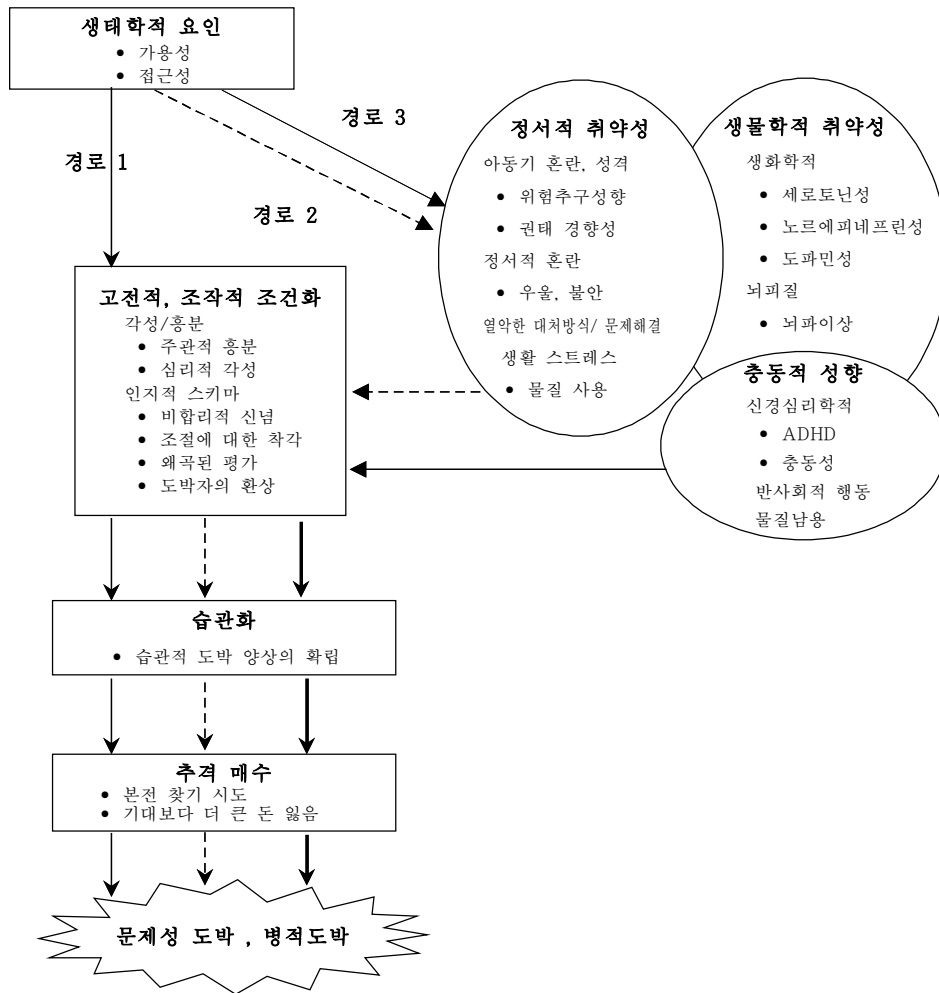 생태학적 요인
• 가용성
• 접근성
경로 3
경로 1
경로 2
정서적 취약성
아동기 혼란, 성격
• 위험추구성향
• 권태 경향성
정서적 혼란
• 우울, 불안
열악한 대처방식/ 문제해결
생활 스트레스
• 물질 사용
생물학적 취약성
생화학적
• 세로토닌성
• 노르에피네프린성
• 도파민성
뇌피질
• 뇌파이상
충동적 성향
신경심리학적
• ADHD
• 충동성
반사회적 행동
물질남용
고전적, 조작적 조건화
각성/흥분
• 주관적 흥분
• 심리적 각성
인지적 스키마
• 비합리적 신념
• 조절에 대한 착각
• 왜곡된 평가
• 도박자의 환상
습관화
• 습관적 도박 양상의 확립
추격 매수
• 본전 찾기 시도
• 기대보다 더 큰 돈 잃음
문제성 도박 , 병적도박